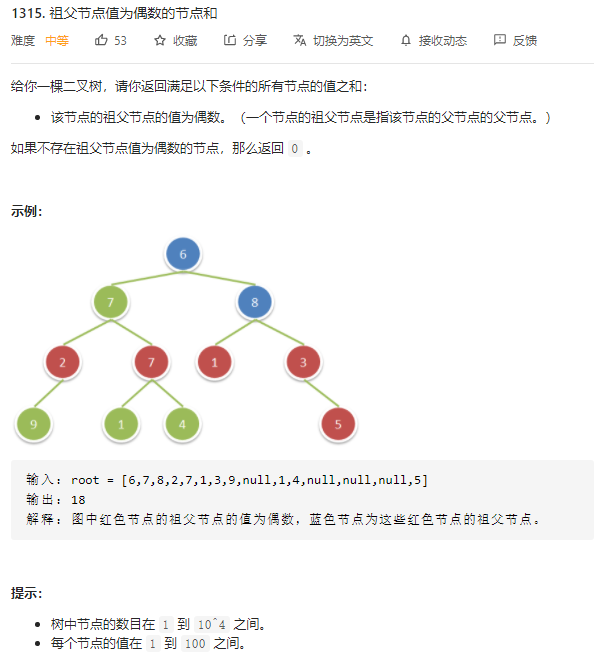 1315. 祖父节点值为偶数的节点和
难度 中等 53 收藏 分享 切换为英文 接收动态 反馈
给你一棵二叉树，请你返回满足以下条件的所有节点的值之和：
• 该节点的祖父节点的值为偶数。（一个节点的祖父节点是指该节点的父节点的父节点。）
如果不存在祖父节点值为偶数的节点，那么返回 0 。
示例：
6
7 8
2 7 1 3
9 1 4 5
输入：root = [6,7,8,2,7,1,3,9,null,1,4,null,null,null,5]
输出：18
解释：图中红色节点的祖父节点的值为偶数，蓝色节点为这些红色节点的祖父节点。
提示：
• 树中节点的数目在 1 到 10^4 之间。
• 每个节点的值在 1 到 100 之间。